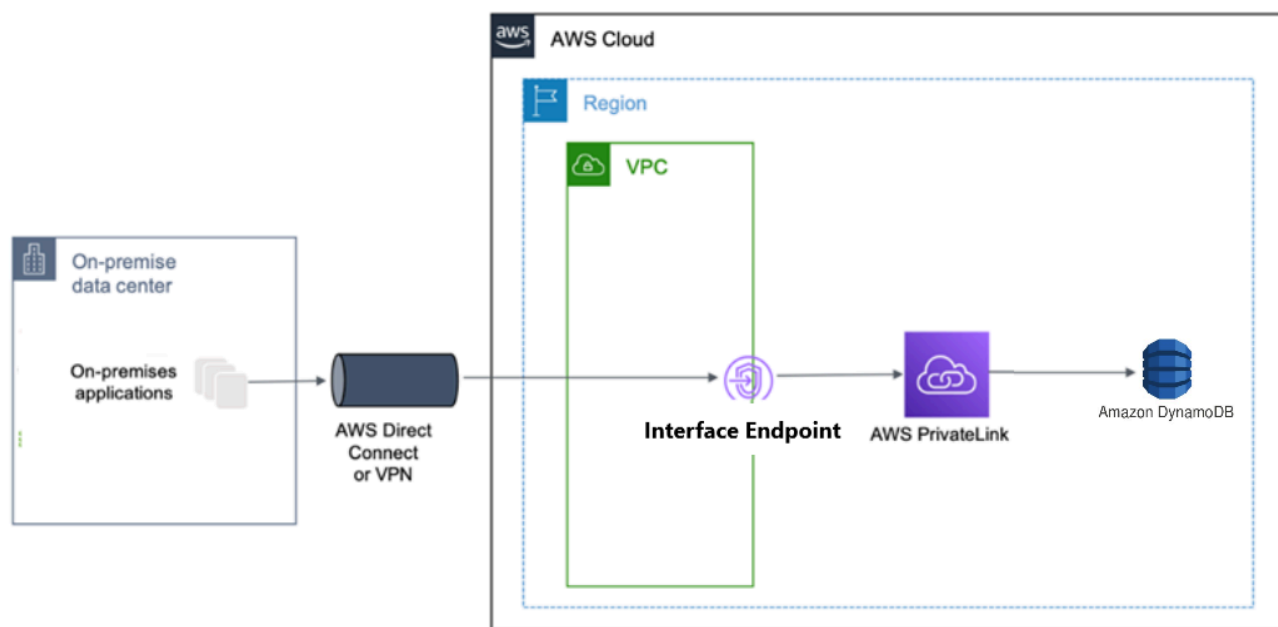 aws
AWS Cloud
Region
VPC
On-premise
data center
On-premises
applications
AWS Direct
Connect
or VPN
Interface Endpoint
AWS PrivateLink
Amazon DynamoDB